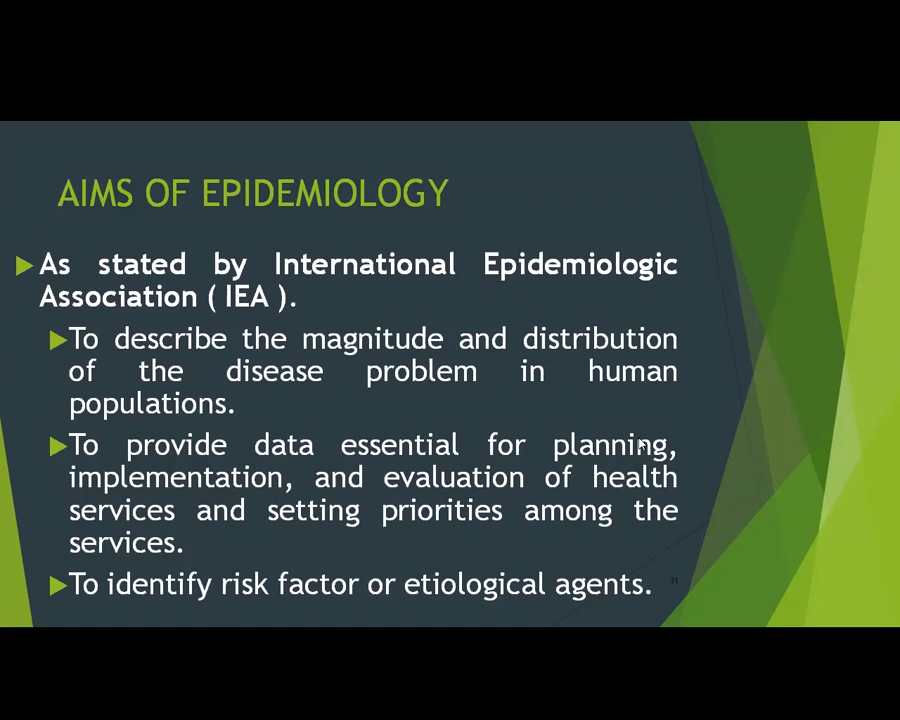 AIMS OF EPIDEMIOLOGY
As stated by International Epidemiologic
Association ( IEA ).
To describe the magnitude and distribution
of the disease problem in human
populations.
To provide data essential for planning,
implementation, and evaluation of health
services and setting priorities among the
services.
To identify risk factor or etiological agents.